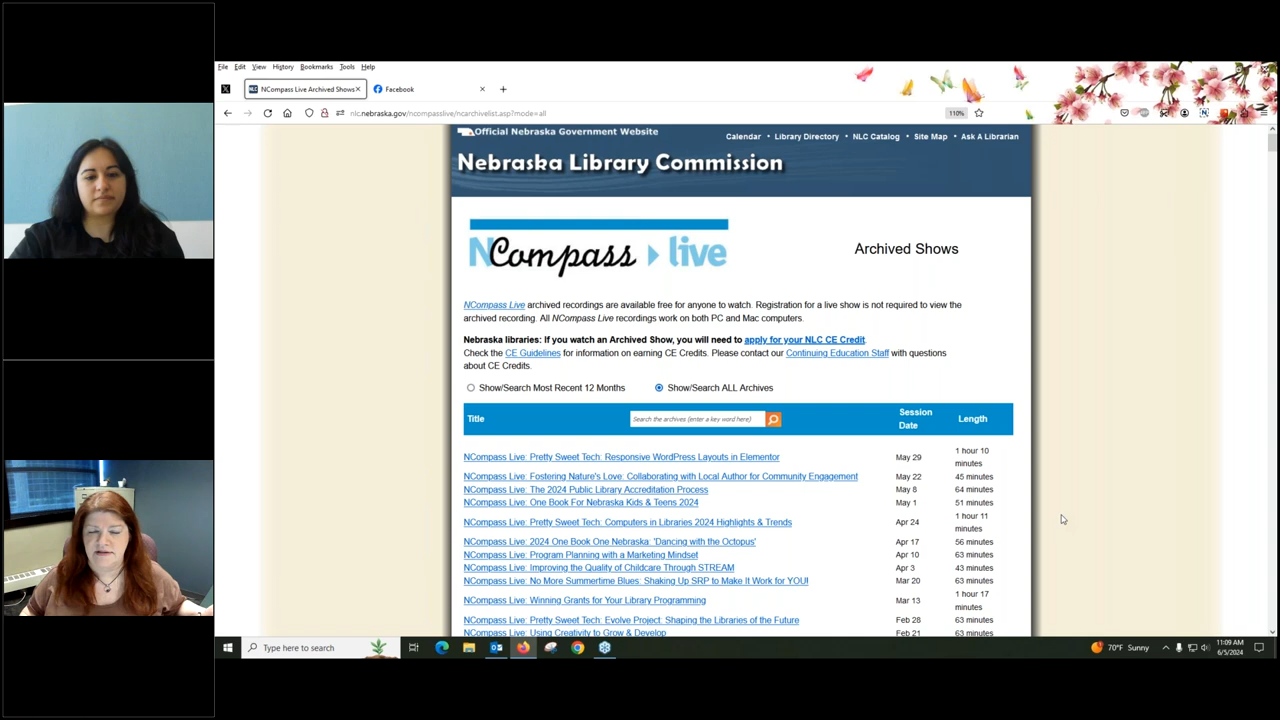 File Edit View History Bookmarks Tools Help
NLC NCompass Live Archived Shows × Facebook × +
nlc.nebraska.gov/ncompasslive/ncarchivelist.asp?mode=all 110%
Official Nebraska Government Website
Calendar • Library Directory • NLC Catalog • Site Map • Ask A Librarian
Nebraska Library Commission
NCompass live
Archived Shows
NCompass Live archived recordings are available free for anyone to watch. Registration for a live show is not required to view the
archived recording. All NCompass Live recordings work on both PC and Mac computers.
Nebraska libraries: If you watch an Archived Show, you will need to apply for your NLC CE Credit.
Check the CE Guidelines for information on earning CE Credits. Please contact our Continuing Education Staff with questions
about CE Credits.
Show/Search Most Recent 12 Months Show/Search ALL Archives
Title Search the archives (enter a key word here) Session Date Length
NCompass Live: Pretty Sweet Tech: Responsive WordPress Layouts in Elementor May 29 1 hour 10 minutes
NCompass Live: Fostering Nature's Love: Collaborating with Local Author for Community Engagement May 22 45 minutes
NCompass Live: The 2024 Public Library Accreditation Process May 8 64 minutes
NCompass Live: One Book For Nebraska Kids & Teens 2024 May 1 51 minutes
NCompass Live: Pretty Sweet Tech: Computers in Libraries 2024 Highlights & Trends Apr 24 1 hour 11 minutes
NCompass Live: 2024 One Book One Nebraska: 'Dancing with the Octopus' Apr 17 56 minutes
NCompass Live: Program Planning with a Marketing Mindset Apr 10 63 minutes
NCompass Live: Improving the Quality of Childcare Through STREAM Apr 3 43 minutes
NCompass Live: No More Summertime Blues: Shaking Up SRP to Make It Work for YOU! Mar 20 63 minutes
NCompass Live: Winning Grants for Your Library Programming Mar 13 1 hour 17 minutes
NCompass Live: Pretty Sweet Tech: Evolve Project: Shaping the Libraries of the Future Feb 28 63 minutes
NCompass Live: Using Creativity to Grow & Develop Feb 21 63 minutes
Type here to search 70°F Sunny 11:09 AM
6/5/2024